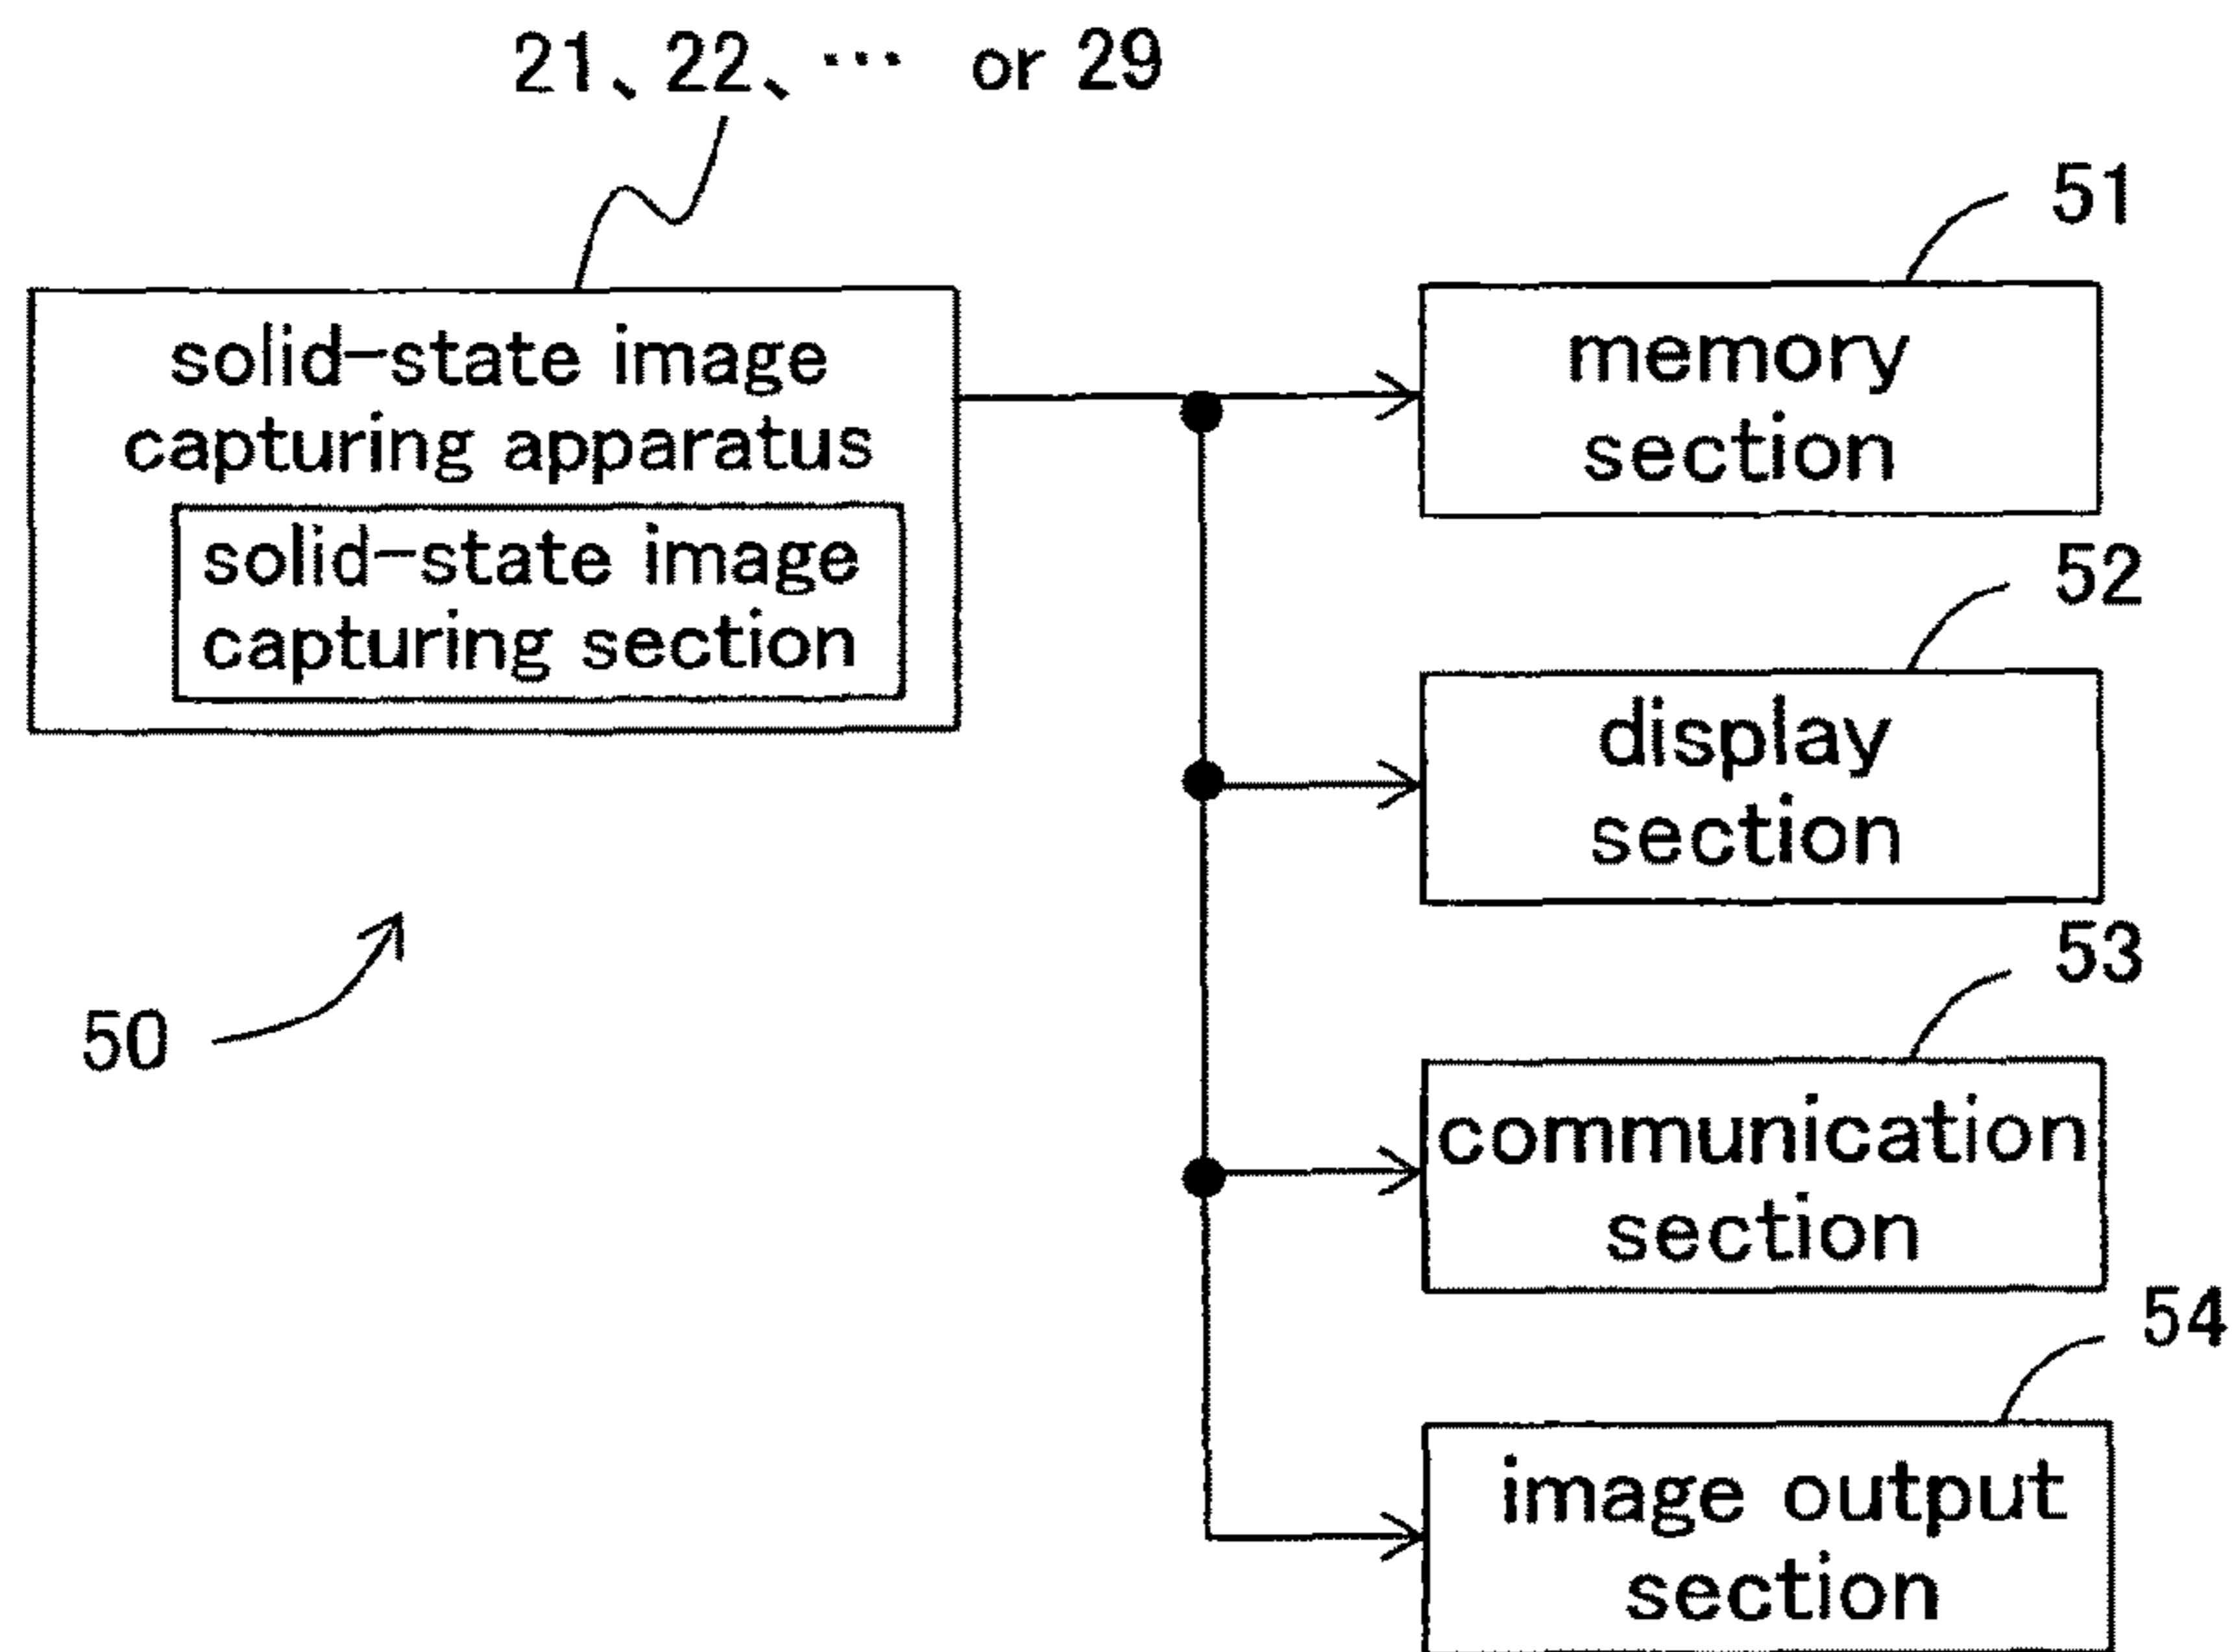 21、22、… or 29
solid-state image
capturing apparatus
solid-state image
capturing section
50
51
memory
section
52
display
section
53
communication
section
54
image output
section